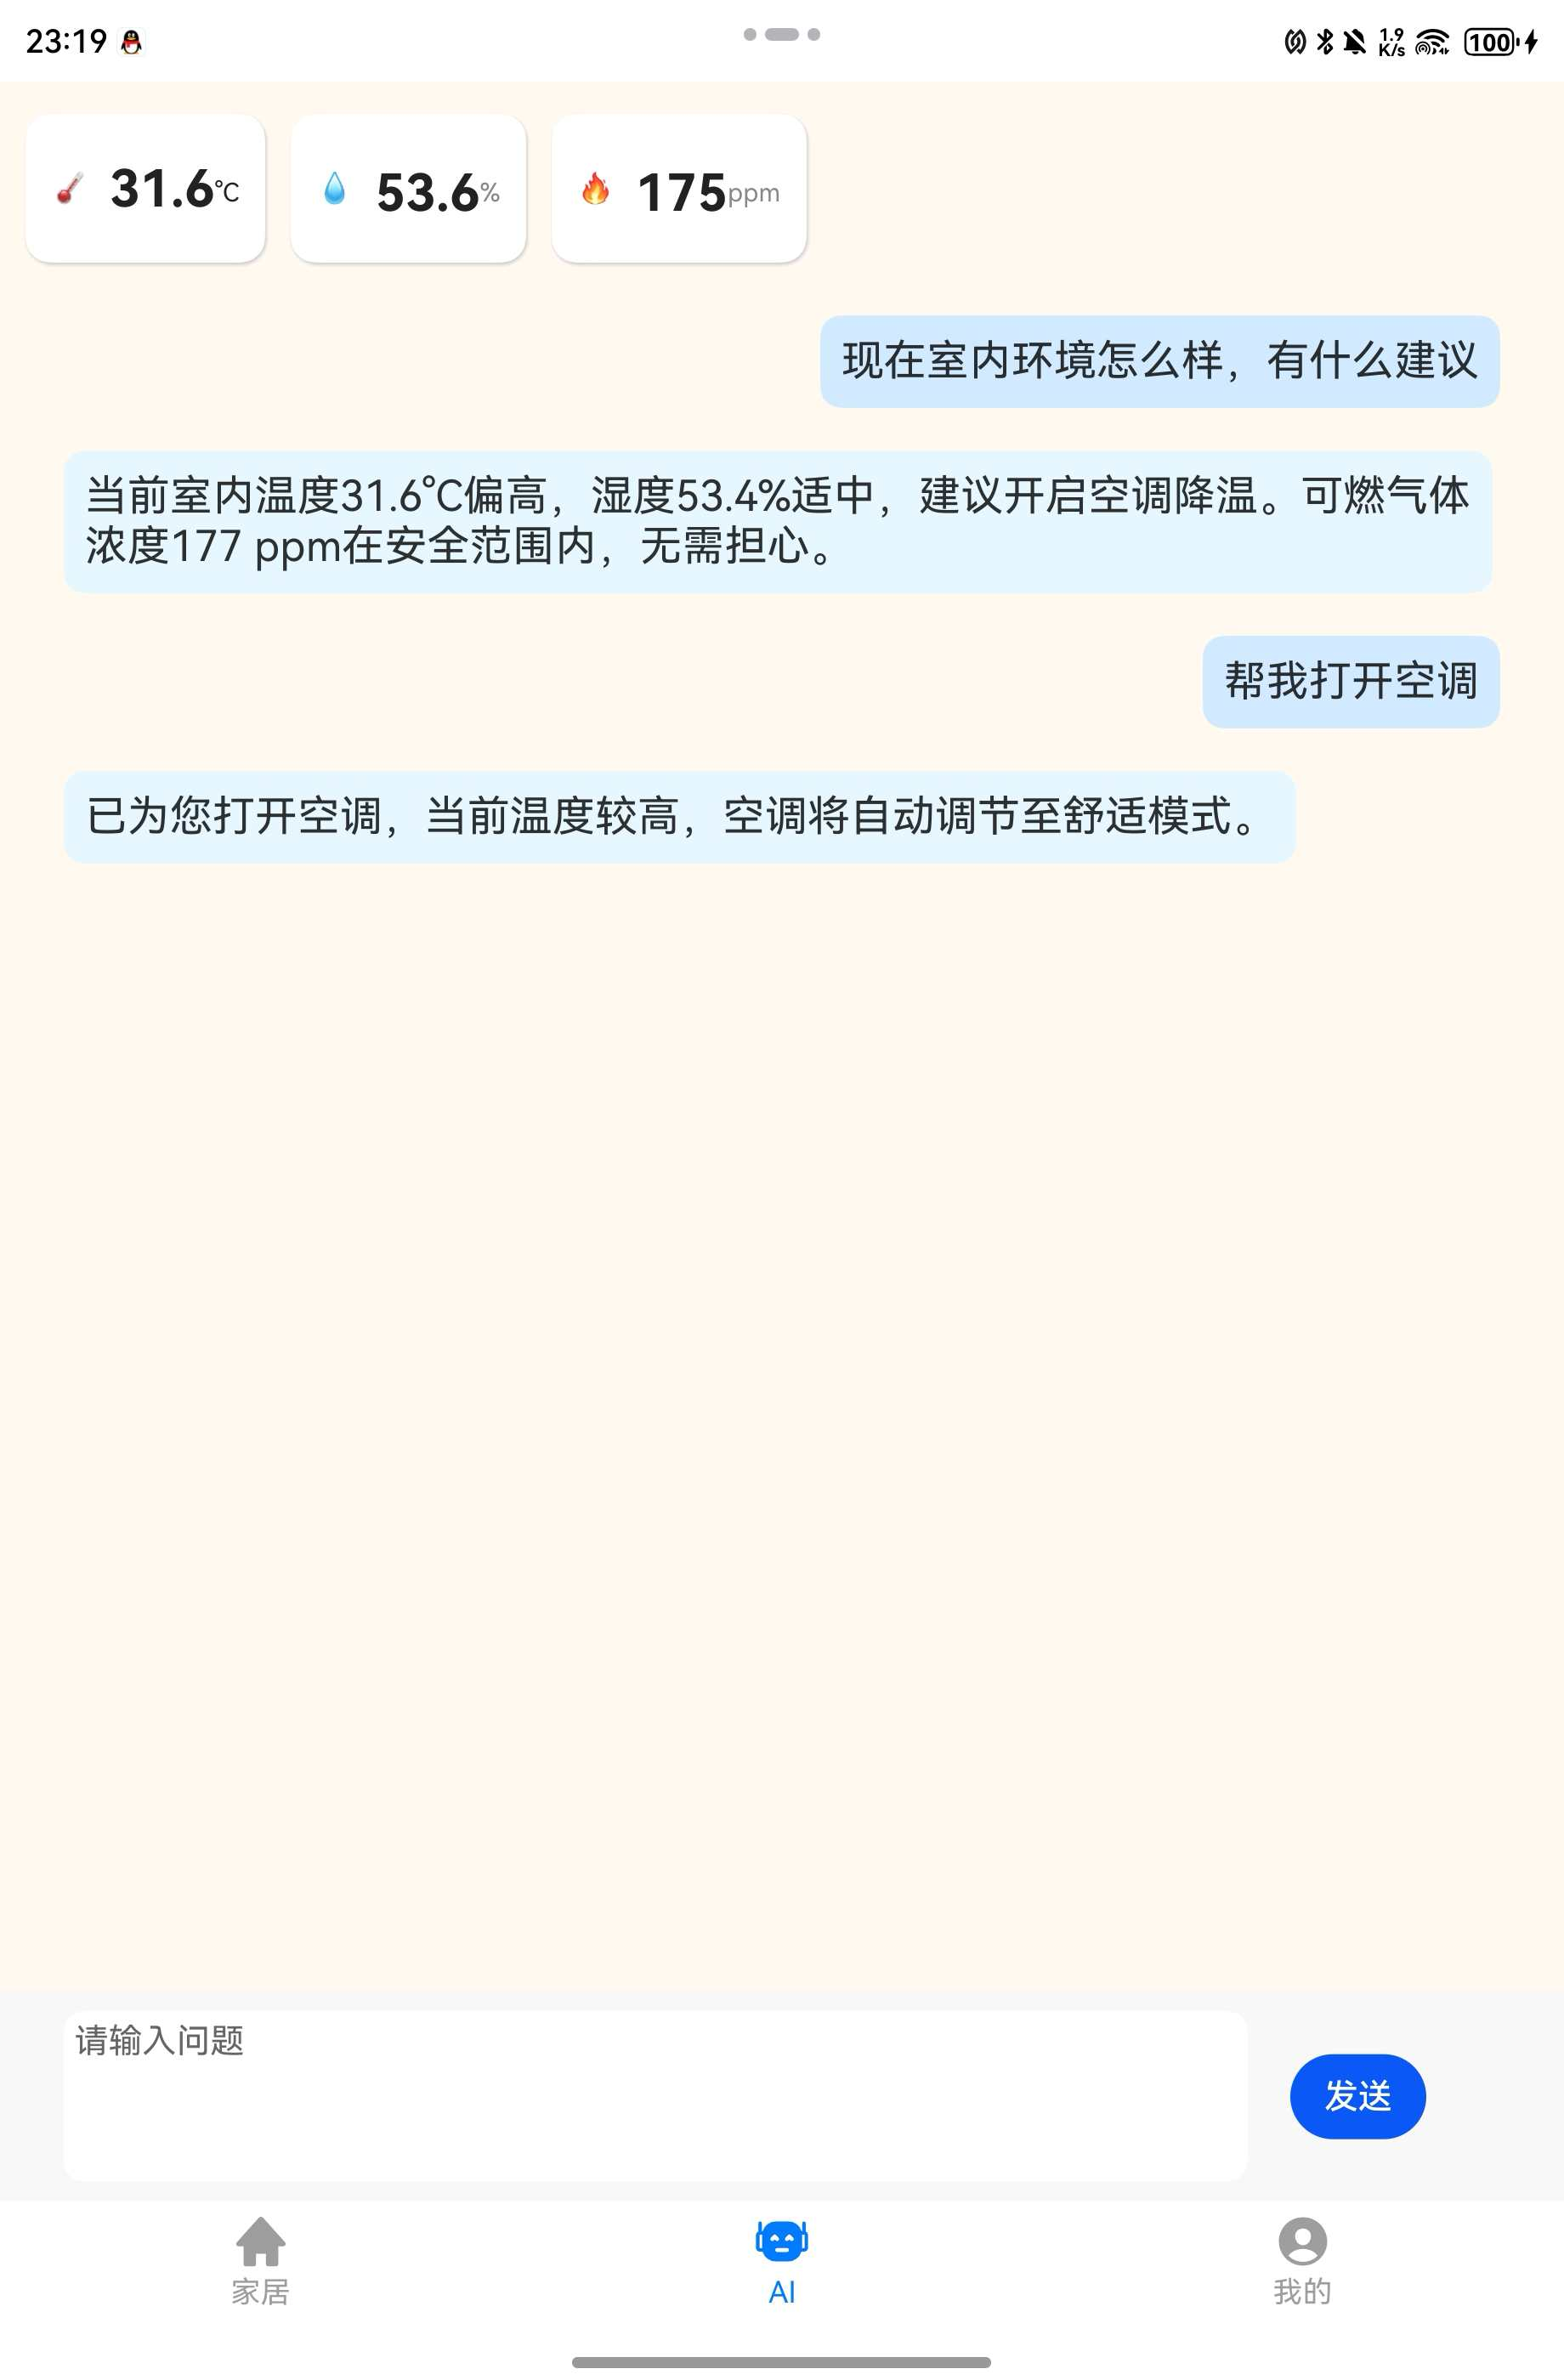 23:19
1.9
K/s
100
31.6℃
53.6%
175ppm
现在室内环境怎么样，有什么建议
当前室内温度31.6℃偏高，湿度53.4%适中，建议开启空调降温。可燃气体
浓度177 ppm在安全范围内，无需担心。
帮我打开空调
已为您打开空调，当前温度较高，空调将自动调节至舒适模式。
请输入问题
发送
家居
AI
我的